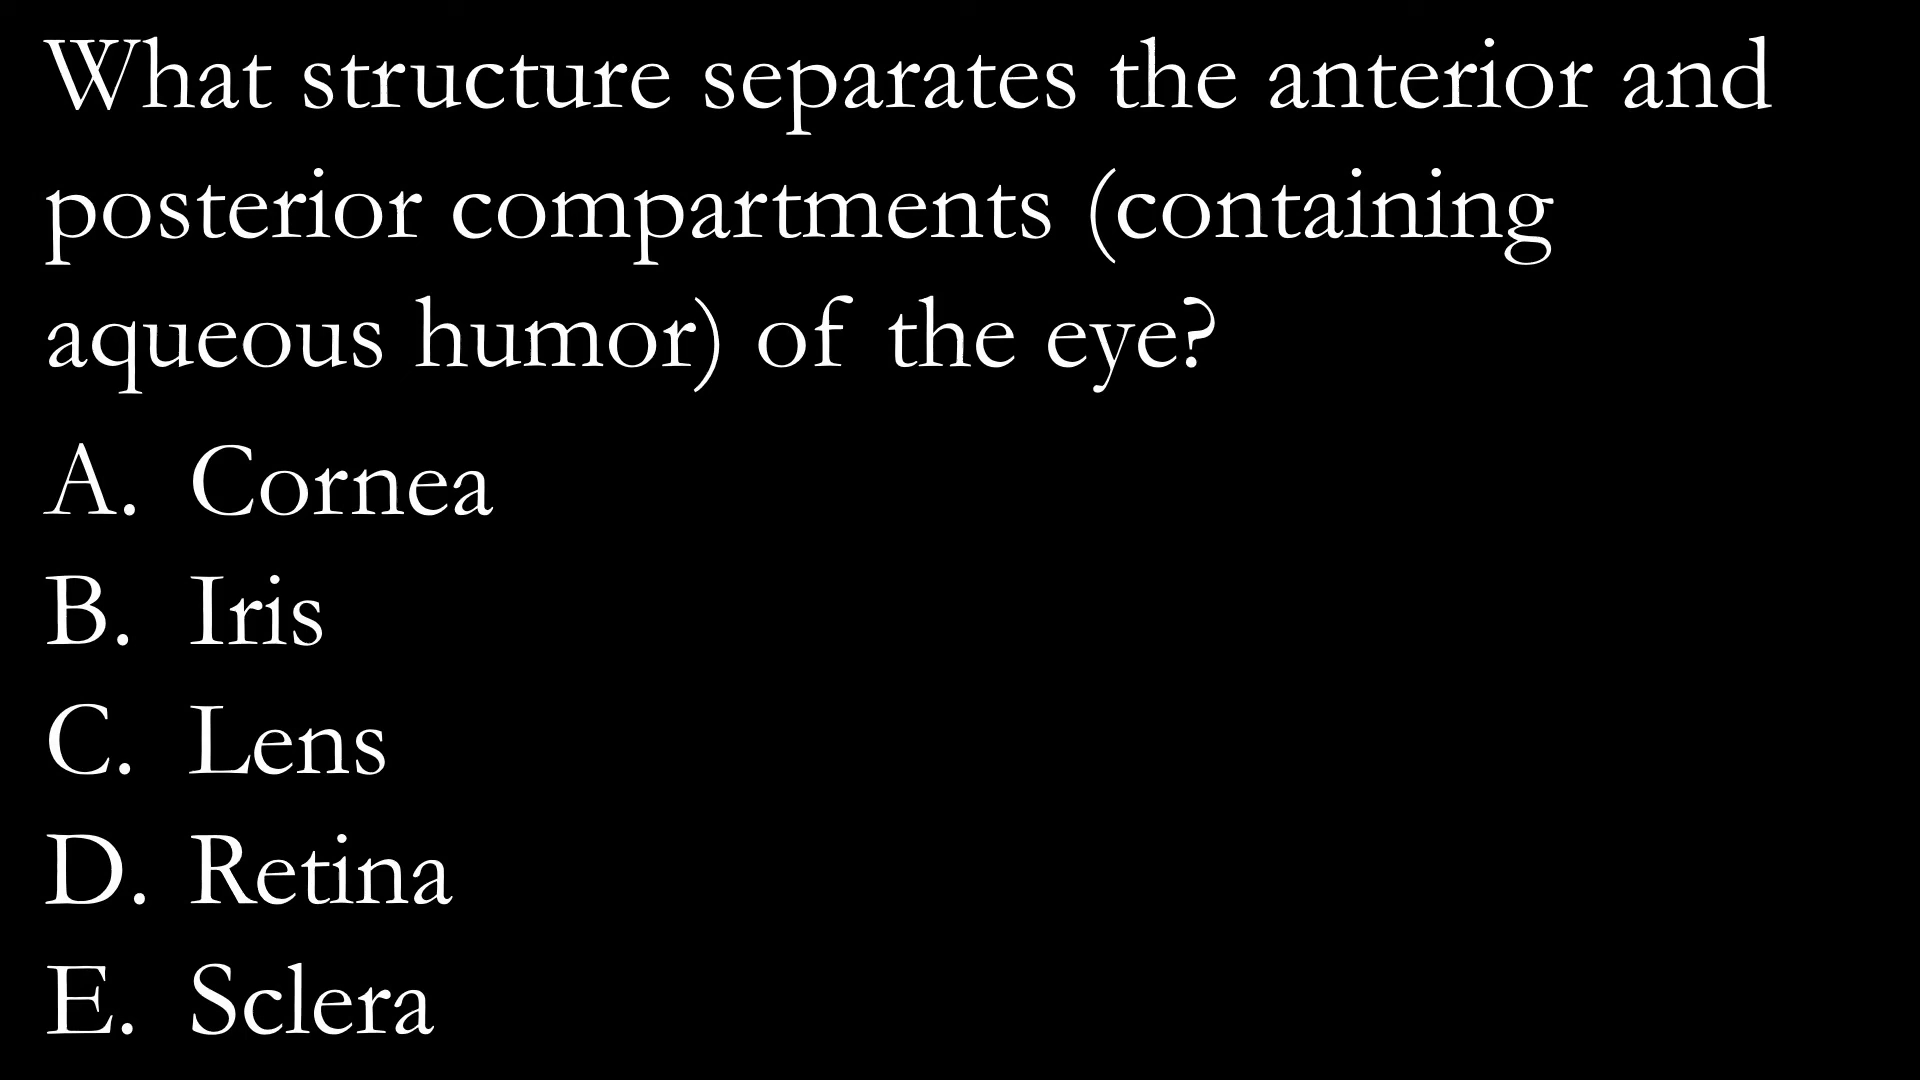 What structure separates the anterior and
posterior compartments (containing
aqueous humor) of the eye?
A. Cornea
B. Iris
C. Lens
D. Retina
E. Sclera